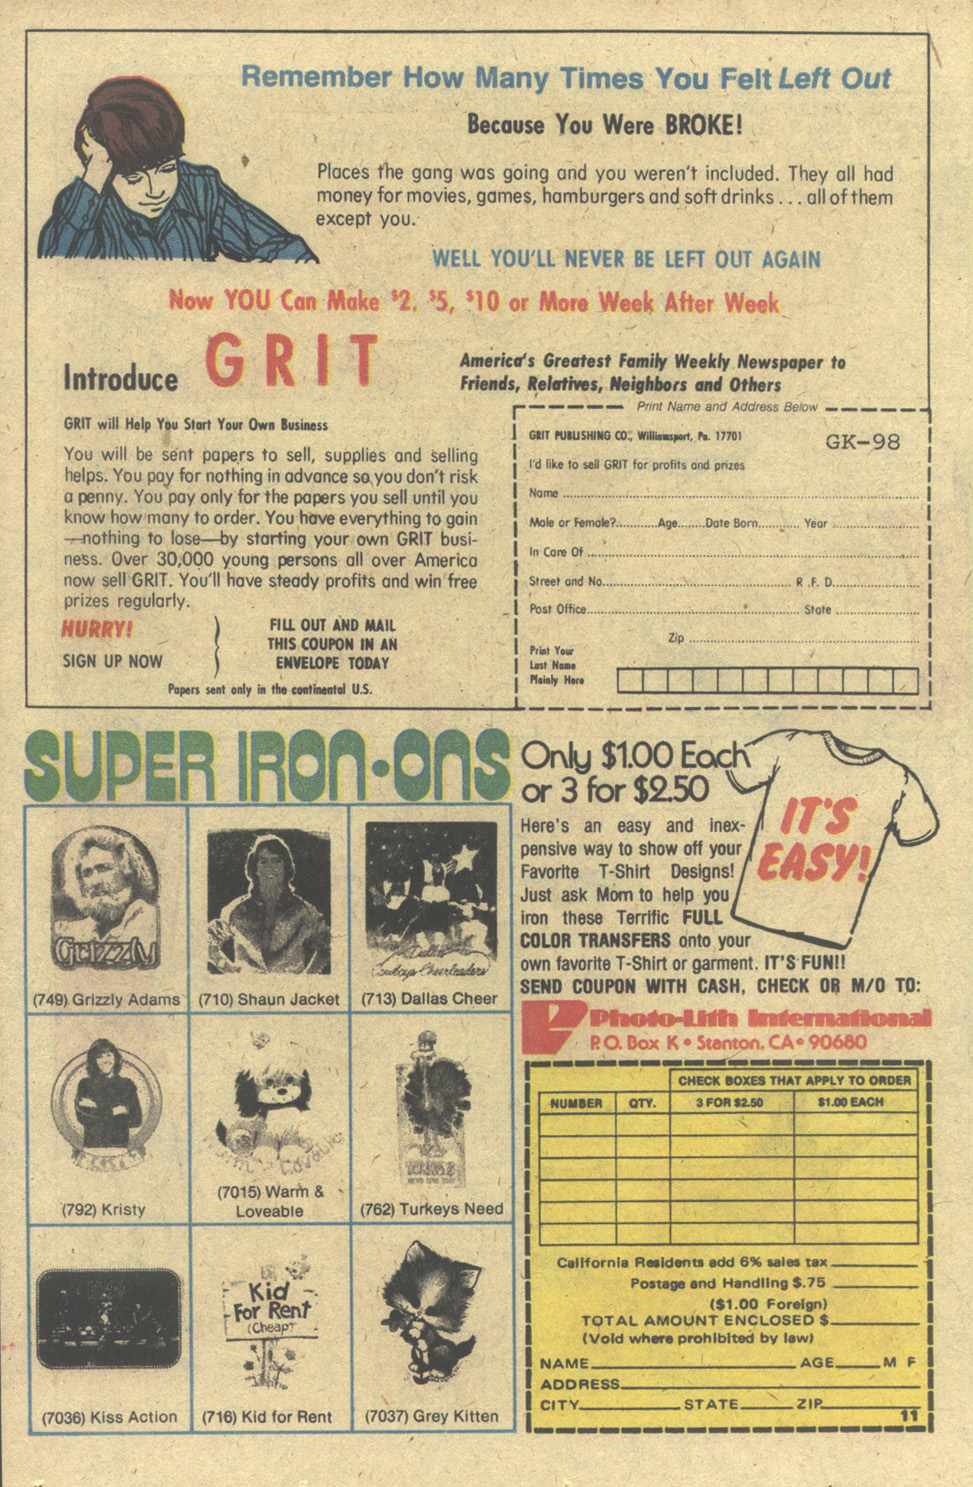 Remember How Many Times You Felt Left Out
Because You Were BROKE!
Places the gang was going and you weren't included. They all had
money for movies, games, hamburgers and soft drinks . . . all of them
except you.
WELL YOU'LL NEVER BE LEFT OUT AGAIN
Now YOU Can Make $2, $5, $10 or More Week After Week
Introduce GRIT
America's Greatest Family Weekly Newspaper to
Friends, Relatives, Neighbors and Others
GRIT will Help You Start Your Own Business
You will be sent papers to sell, supplies and selling
helps. You pay for nothing in advance so you don't risk
a penny. You pay only for the papers you sell until you
know how many to order. You have everything to gain
—nothing to lose—by starting your own GRIT busi-
ness. Over 30,000 young persons all over America
now sell GRIT. You'll have steady profits and win free
prizes regularly.
HURRY!
SIGN UP NOW
FILL OUT AND MAIL
THIS COUPON IN AN
ENVELOPE TODAY
Papers sent only in the continental U.S.
Print Name and Address Below
GRIT PUBLISHING CO., Williamsport, Pa. 17701
GK-98
I'd like to sell GRIT for profits and prizes
Name
Male or Female? Age Date Born Year
In Care Of
Street and No. R.F.D.
Post Office State
Zip
Print Your
Last Name
Plainly Here
SUPER IRON-ONS
Grizzly
(749) Grizzly Adams
(710) Shaun Jacket
Dallas
Cowboys Cheerleaders
(713) Dallas Cheer
(792) Kristy
(7015) Warm &
Loveable
(762) Turkeys Need
(7036) Kiss Action
Kid
For Rent
(Cheap)
(716) Kid for Rent
(7037) Grey Kitten
Only $1.00 Each
or 3 for $2.50
IT'S
EASY!
Here's an easy and inex-
pensive way to show off your
Favorite T-Shirt Designs!
Just ask Mom to help you
iron these Terrific FULL
COLOR TRANSFERS onto your
own favorite T-Shirt or garment. IT'S FUN!!
SEND COUPON WITH CASH, CHECK OR M/O TO:
Photo-Lith International
P.O. Box K • Stanton, CA • 90680
CHECK BOXES THAT APPLY TO ORDER
NUMBER QTY. 3 FOR $2.50 $1.00 EACH
California Residents add 6% sales tax
Postage and Handling $.75
($1.00 Foreign)
TOTAL AMOUNT ENCLOSED $
(Void where prohibited by law)
NAME AGE M F
ADDRESS
CITY STATE ZIP
11